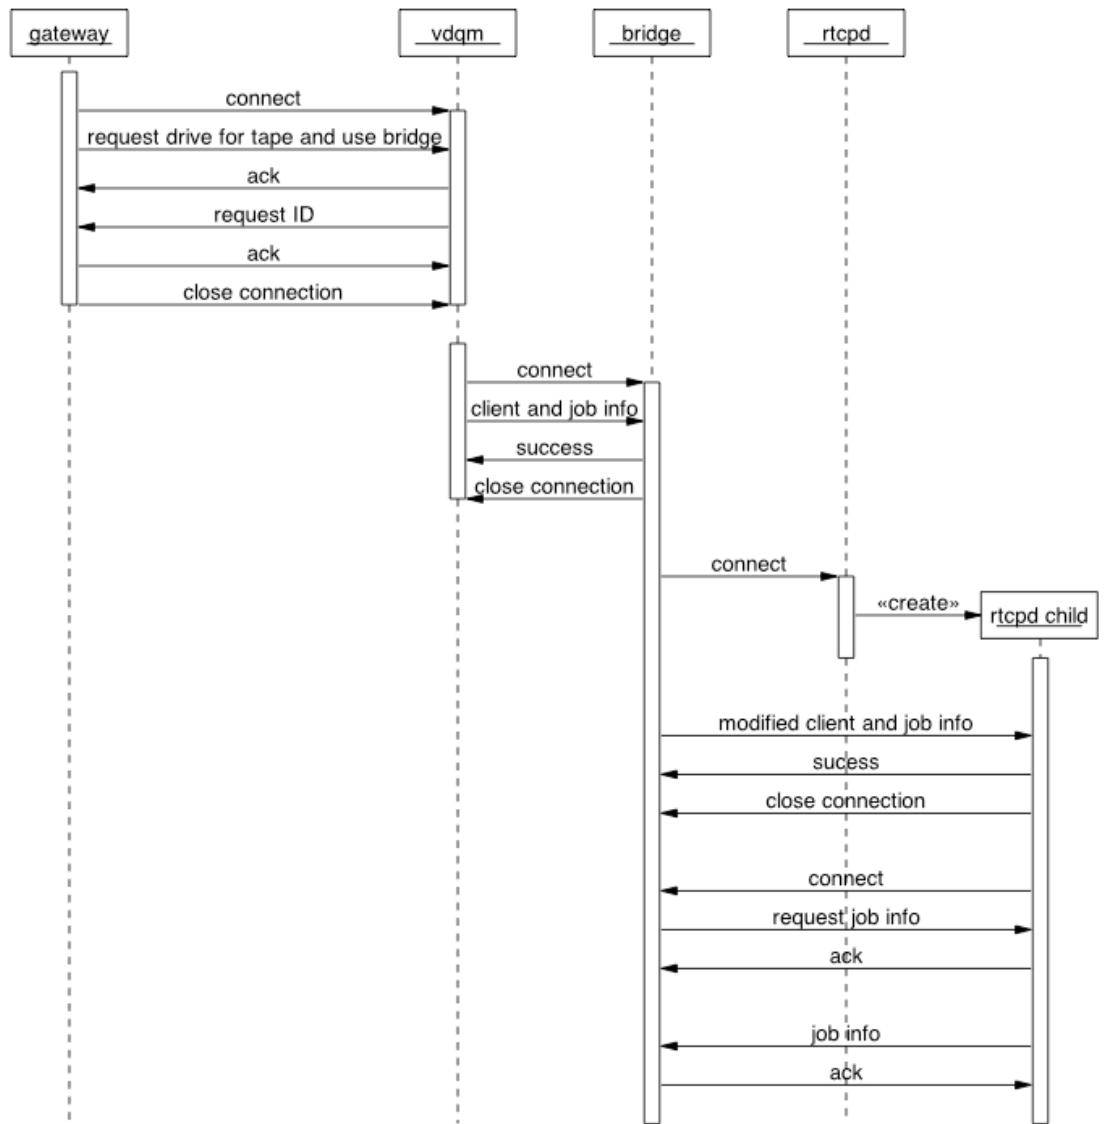 gateway
vdqm
bridge
rtcpd
connect
request drive for tape and use bridge
ack
request ID
ack
close connection
connect
client and job info
success
close connection
connect
«create»
rtcpd child
modified client and job info
sucess
close connection
connect
request job info
ack
job info
ack